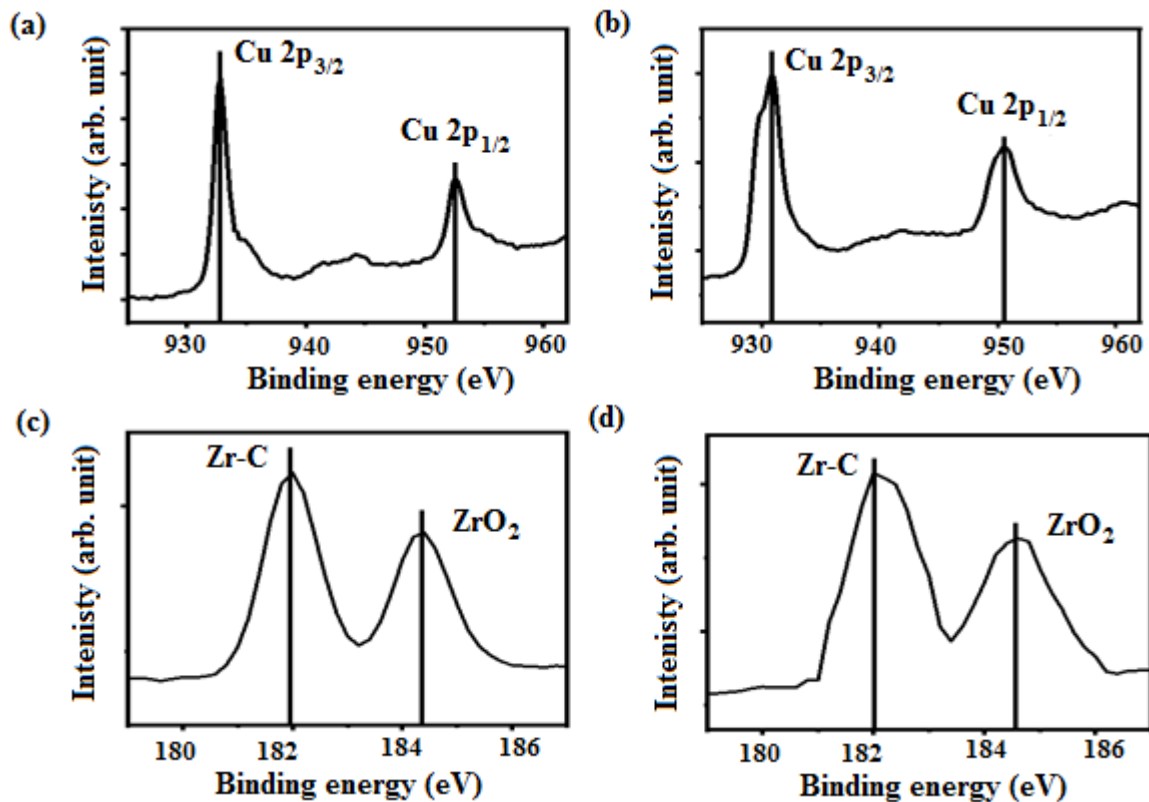 (a)
Cu 2p3/2
Cu 2p1/2
Intenisty (arb. unit)
930
940
950
960
Binding energy (eV)
(b)
Cu 2p3/2
Cu 2p1/2
Intenisty (arb. unit)
930
940
950
960
Binding energy (eV)
(c)
Zr-C
ZrO2
Intenisty (arb. unit)
180
182
184
186
Binding energy (eV)
(d)
Zr-C
ZrO2
Intenisty (arb. unit)
180
182
184
186
Binding energy (eV)